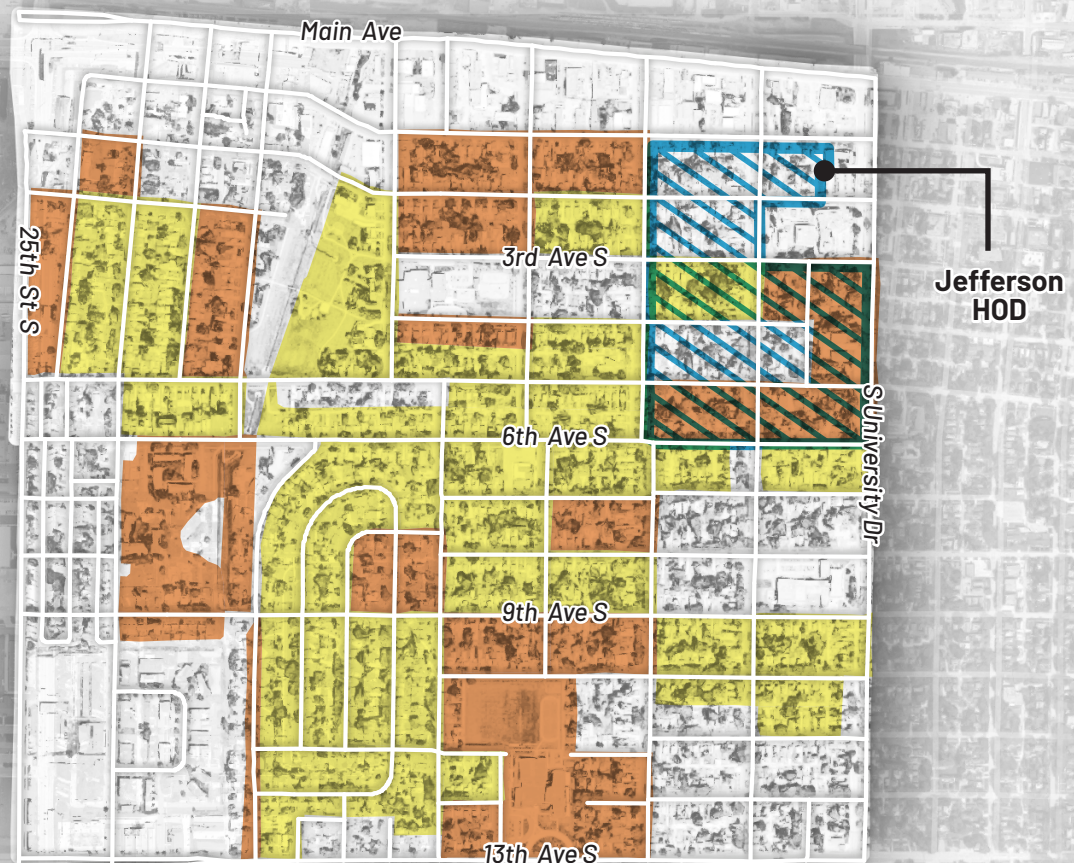 Main Ave
3rd Ave S
25th St S
Jefferson
HOD
6th Ave S
S University Dr
9th Ave S
13th Ave S